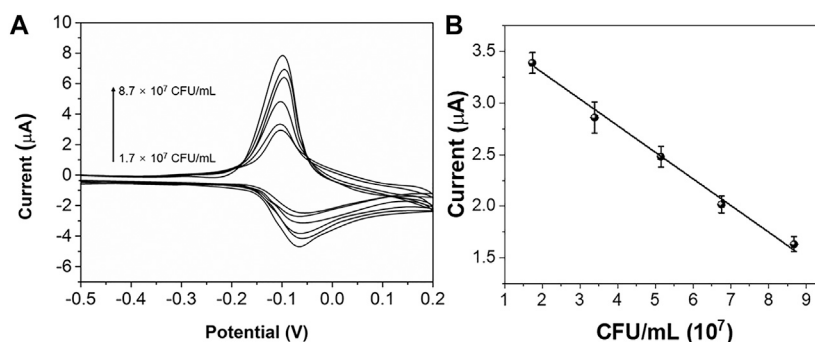 A
Current (μA)
10
8
6
4
2
0
-2
-4
-6
8.7 × 10⁷ CFU/mL
1.7 × 10⁷ CFU/mL
-0.5 -0.4 -0.3 -0.2 -0.1 0.0 0.1 0.2
Potential (V)
B
Current (μA)
3.5
3.0
2.5
2.0
1.5
1 2 3 4 5 6 7 8 9
CFU/mL (10⁷)